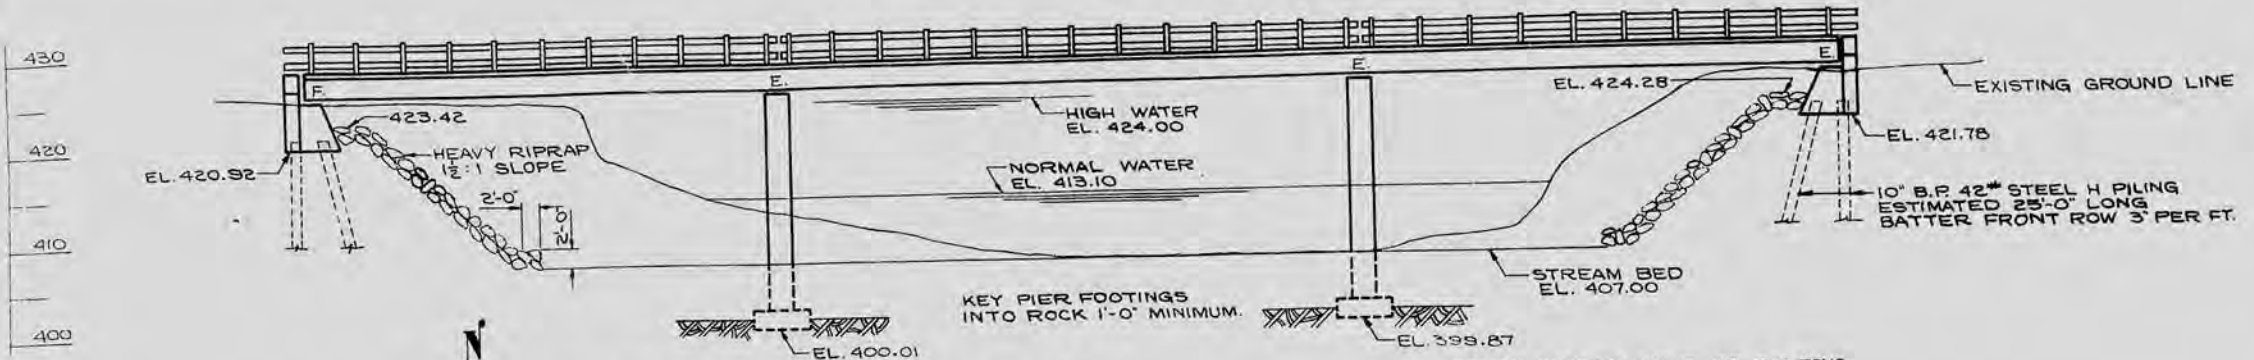 430
420
410
400
F.
E.
E.
E.
423.42
EL. 420.92
HEAVY RIPRAP
1½:1 SLOPE
2'-0"
2'-0"
HIGH WATER
EL. 424.00
NORMAL WATER
EL. 413.10
EL. 424.28
EXISTING GROUND LINE
EL. 421.78
10" B.P. 42# STEEL H PILING
ESTIMATED 25'-0" LONG
BATTER FRONT ROW 3" PER FT.
STREAM BED
EL. 407.00
KEY PIER FOOTINGS
INTO ROCK 1'-0" MINIMUM.
N
EL. 400.01
EL. 399.87